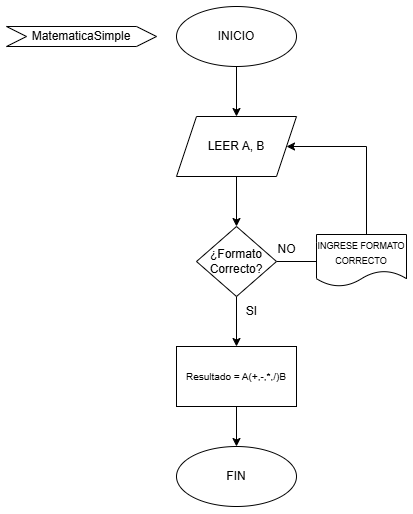 MatematicaSimple
INICIO
LEER A, B
¿Formato
Correcto?
NO
INGRESE FORMATO
CORRECTO
SI
Resultado = A(+,-,*,/)B
FIN